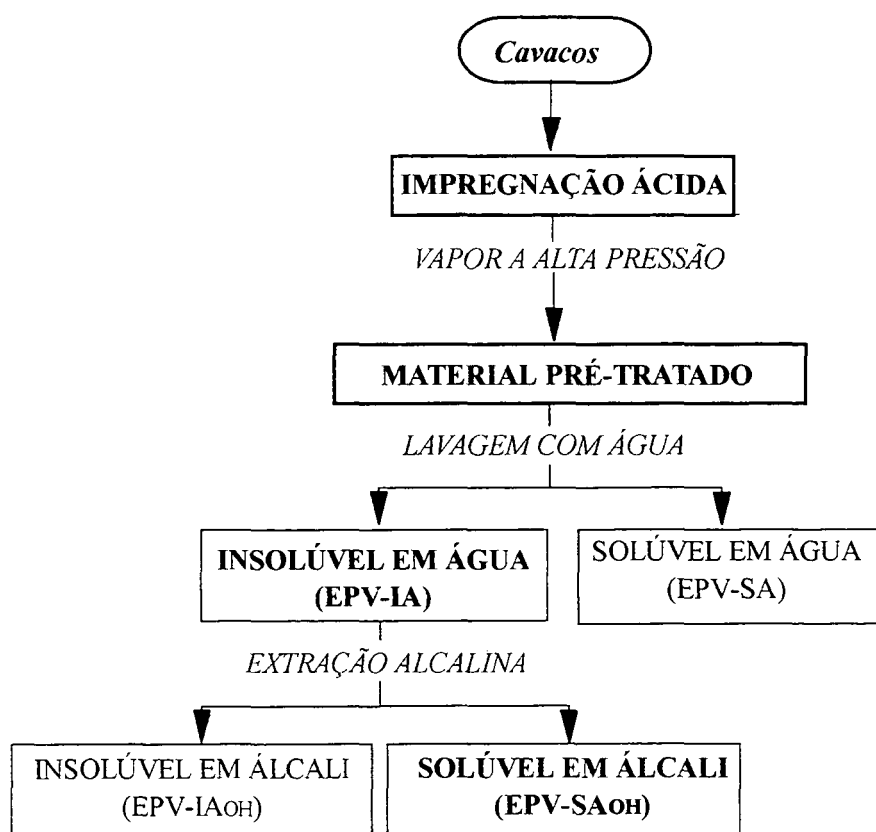 Cavacos
IMPREGNAÇÃO ÁCIDA
VAPOR A ALTA PRESSÃO
MATERIAL PRÉ-TRATADO
LAVAGEM COM ÁGUA
INSOLÚVEL EM ÁGUA
(EPV-IA)
SOLÚVEL EM ÁGUA
(EPV-SA)
EXTRAÇÃO ALCALINA
INSOLÚVEL EM ÁLCALI
(EPV-IAOH)
SOLÚVEL EM ÁLCALI
(EPV-SAOH)